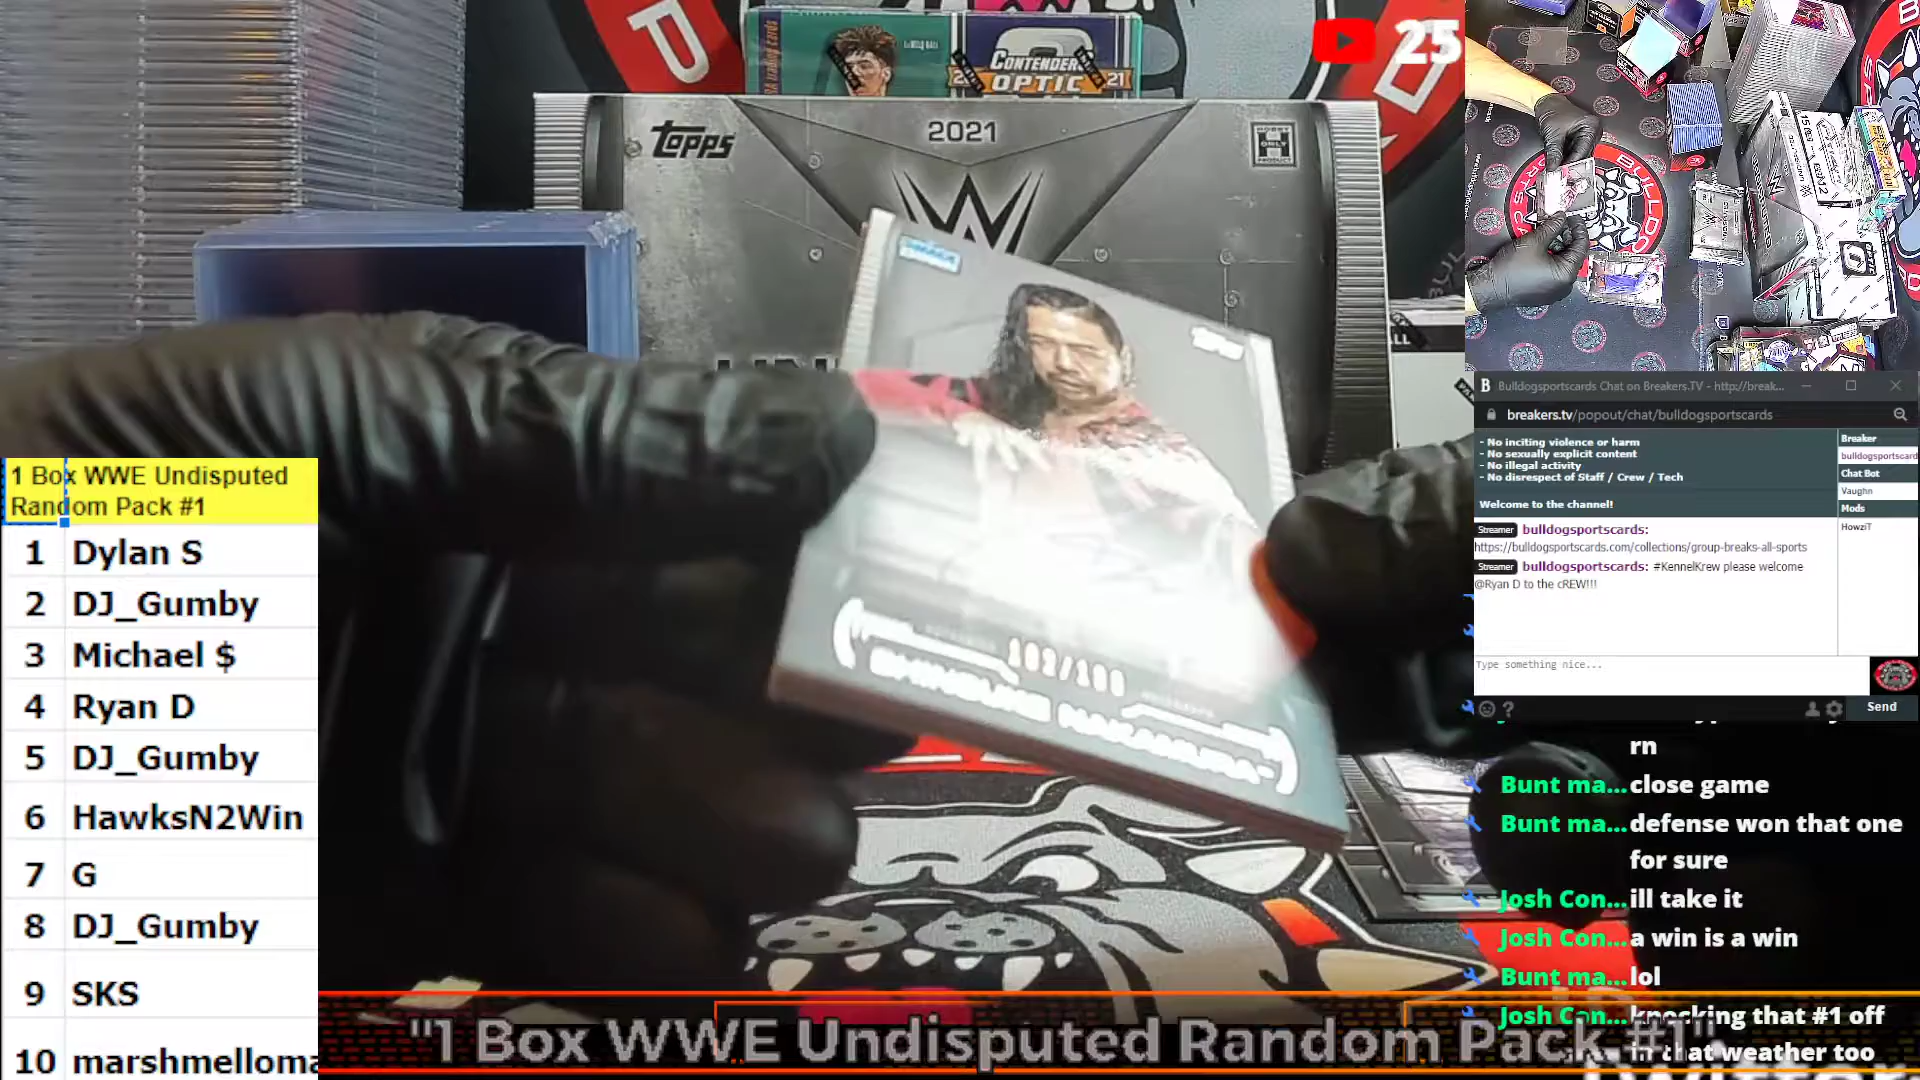 25
CONTENDERS
OPTIC
21
topps
2021
HOBBY
ONLY
PRODUCT
SHINSUKE NAKAMURA
1 Box WWE Undisputed
Random Pack #1
1 Dylan S
2 DJ_Gumby
3 Michael $
4 Ryan D
5 DJ_Gumby
6 HawksN2Win
7 G
8 DJ_Gumby
9 SKS
10 marshmelloma
Bulldogsportscards Chat on Breakers.TV - http://break...
breakers.tv/popout/chat/bulldogsportscards
- No inciting violence or harm
- No sexually explicit content
- No illegal activity
- No disrespect of Staff / Crew / Tech
Welcome to the channel!
Streamer bulldogsportscards:
https://bulldogsportscards.com/collections/group-breaks-all-sports
Streamer bulldogsportscards: #KennelKrew please welcome
@Ryan D to the cREW!!!
Breaker
bulldogsportscard
Chat Bot
Vaughn
Mods
HowziT
Type something nice...
Send
rn
Bunt ma... close game
Bunt ma... defense won that one
for sure
Josh Con... ill take it
Josh Con... a win is a win
Bunt ma... lol
Josh Con... knocking that #1 off
in that weather too
"1 Box WWE Undisputed Random Pack #1"